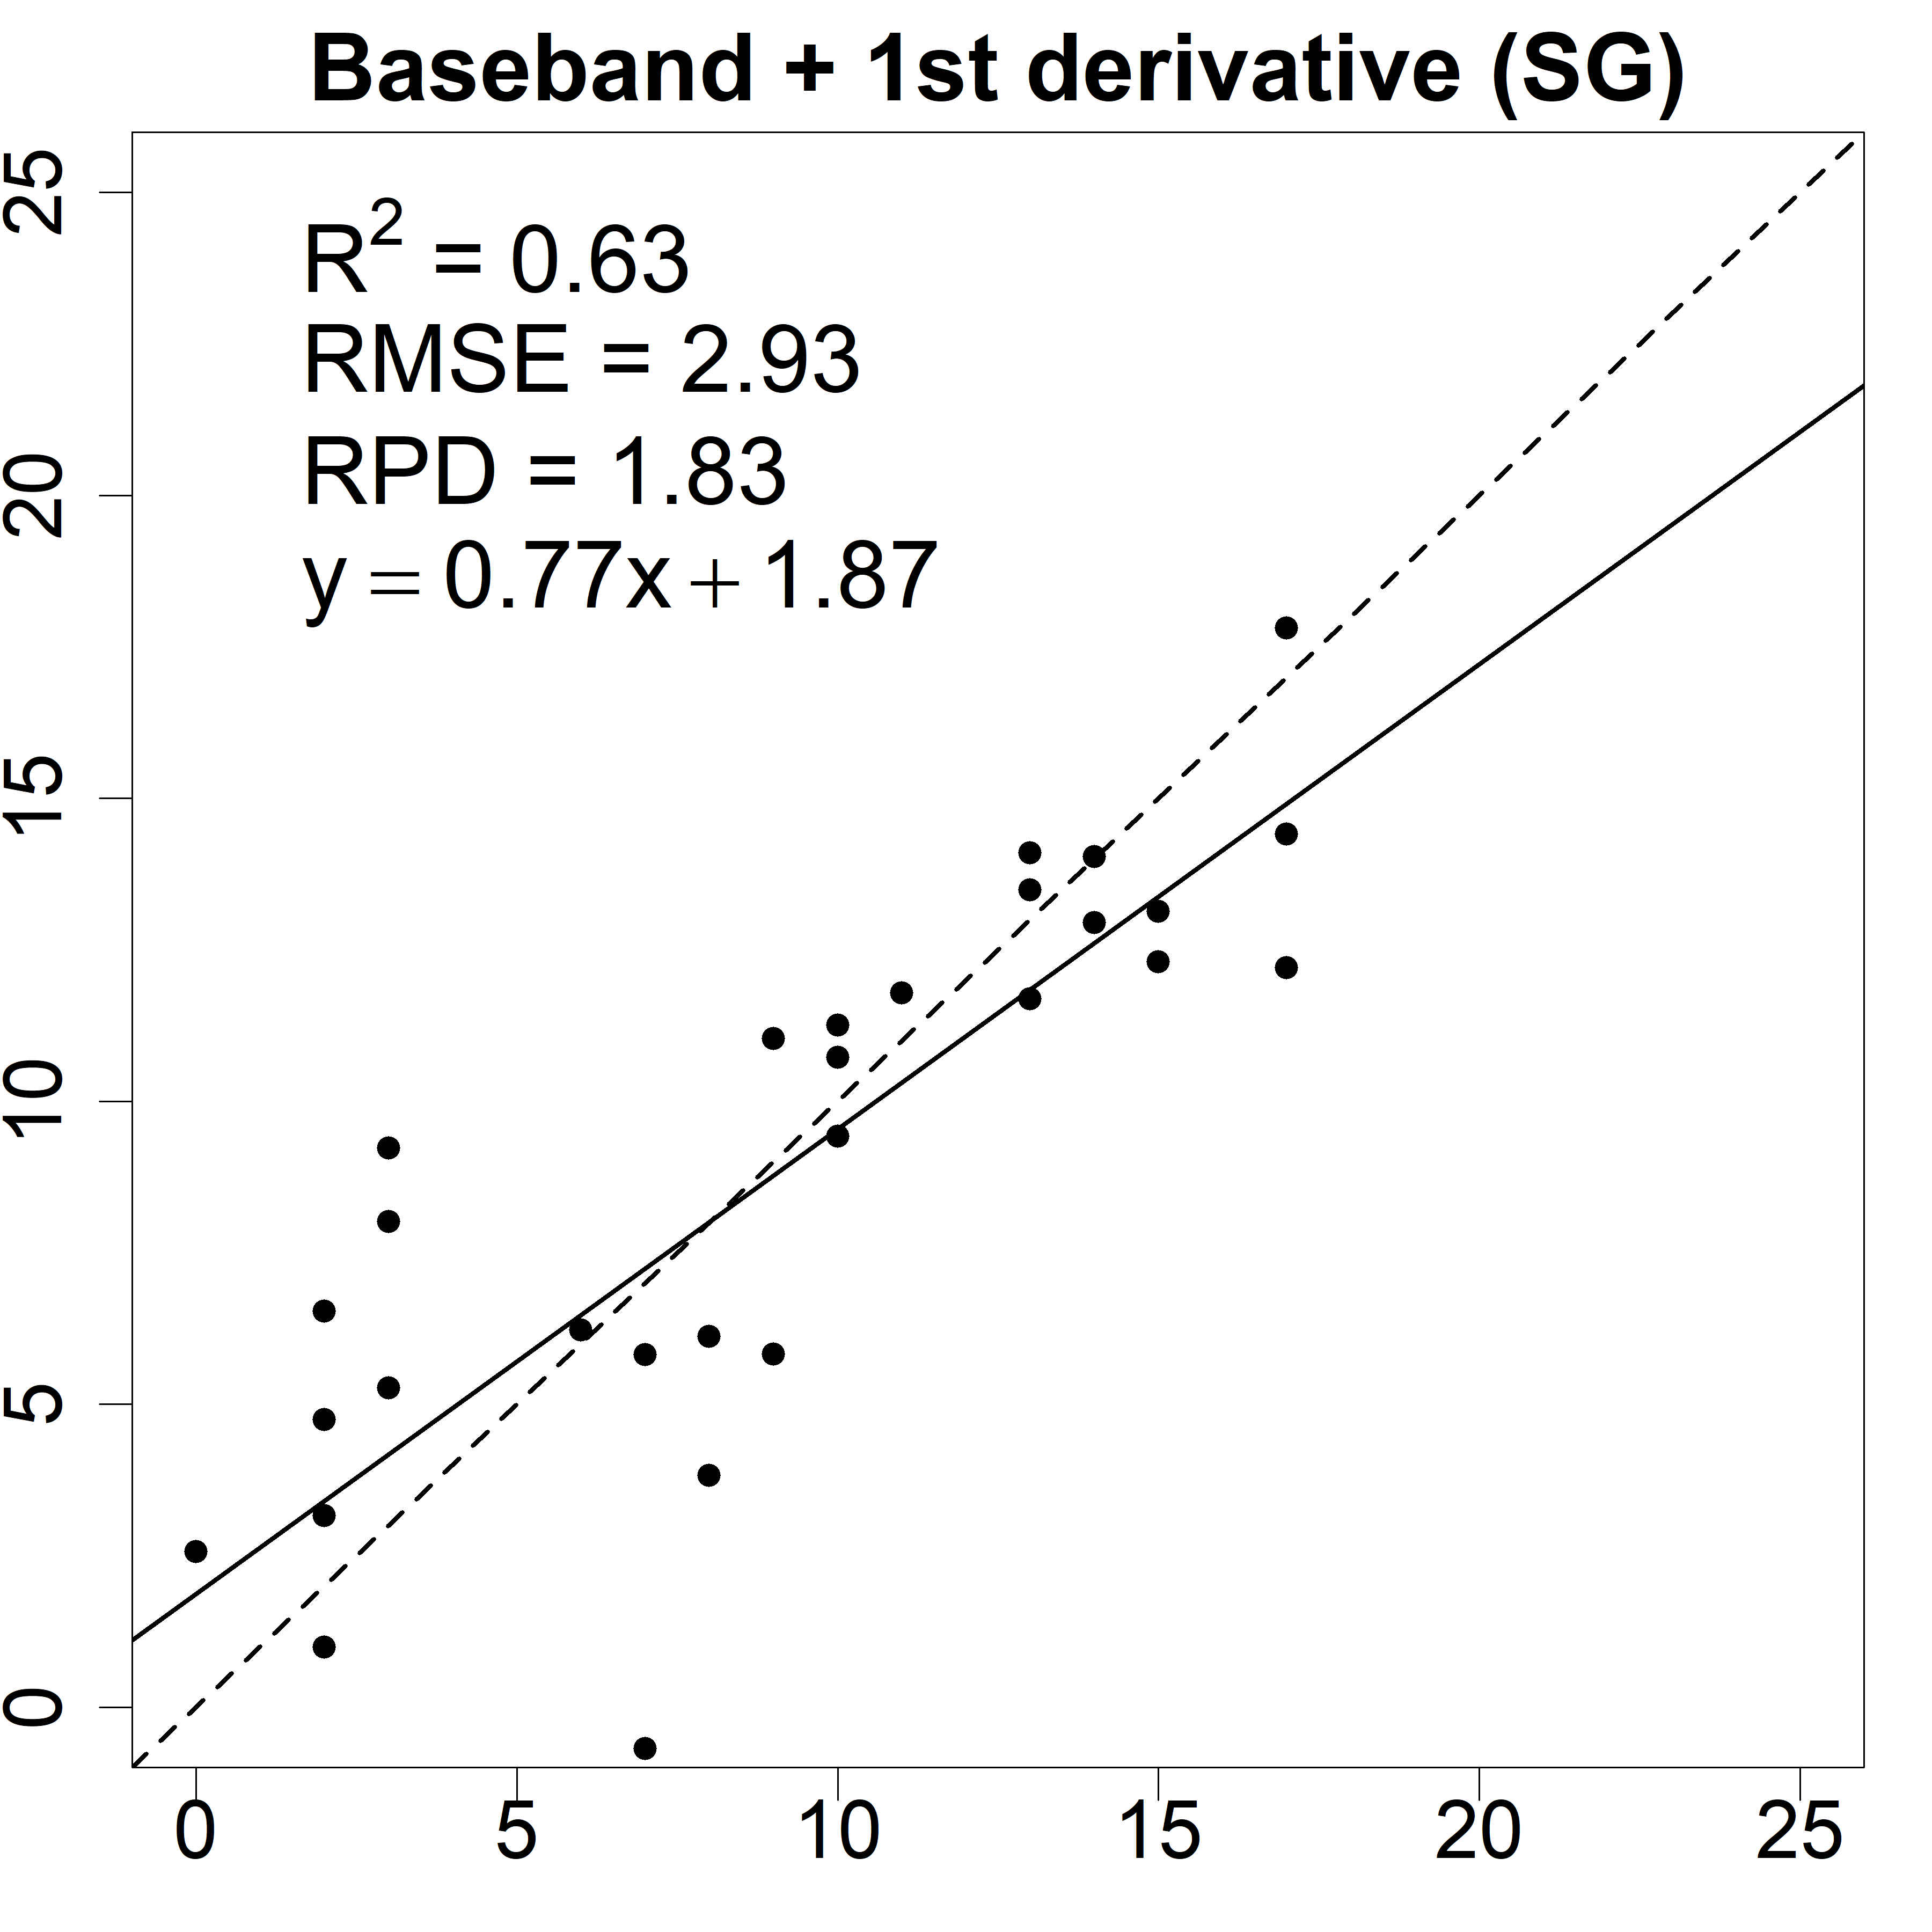 Baseband + 1st derivative (SG)
R² = 0.63
RMSE = 2.93
RPD = 1.83
y = 0.77x + 1.87
25
20
15
10
5
0
0 5 10 15 20 25